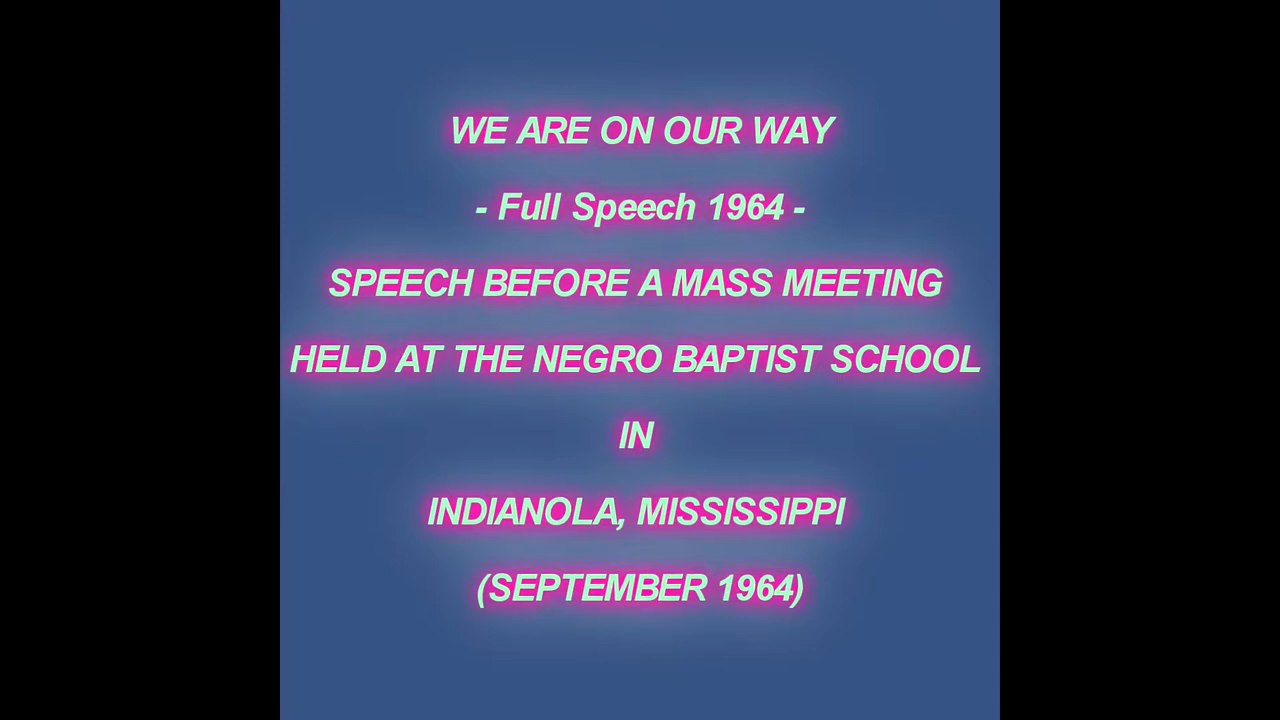 WE ARE ON OUR WAY
- Full Speech 1964 -
SPEECH BEFORE A MASS MEETING
HELD AT THE NEGRO BAPTIST SCHOOL
IN
INDIANOLA, MISSISSIPPI
(SEPTEMBER 1964)